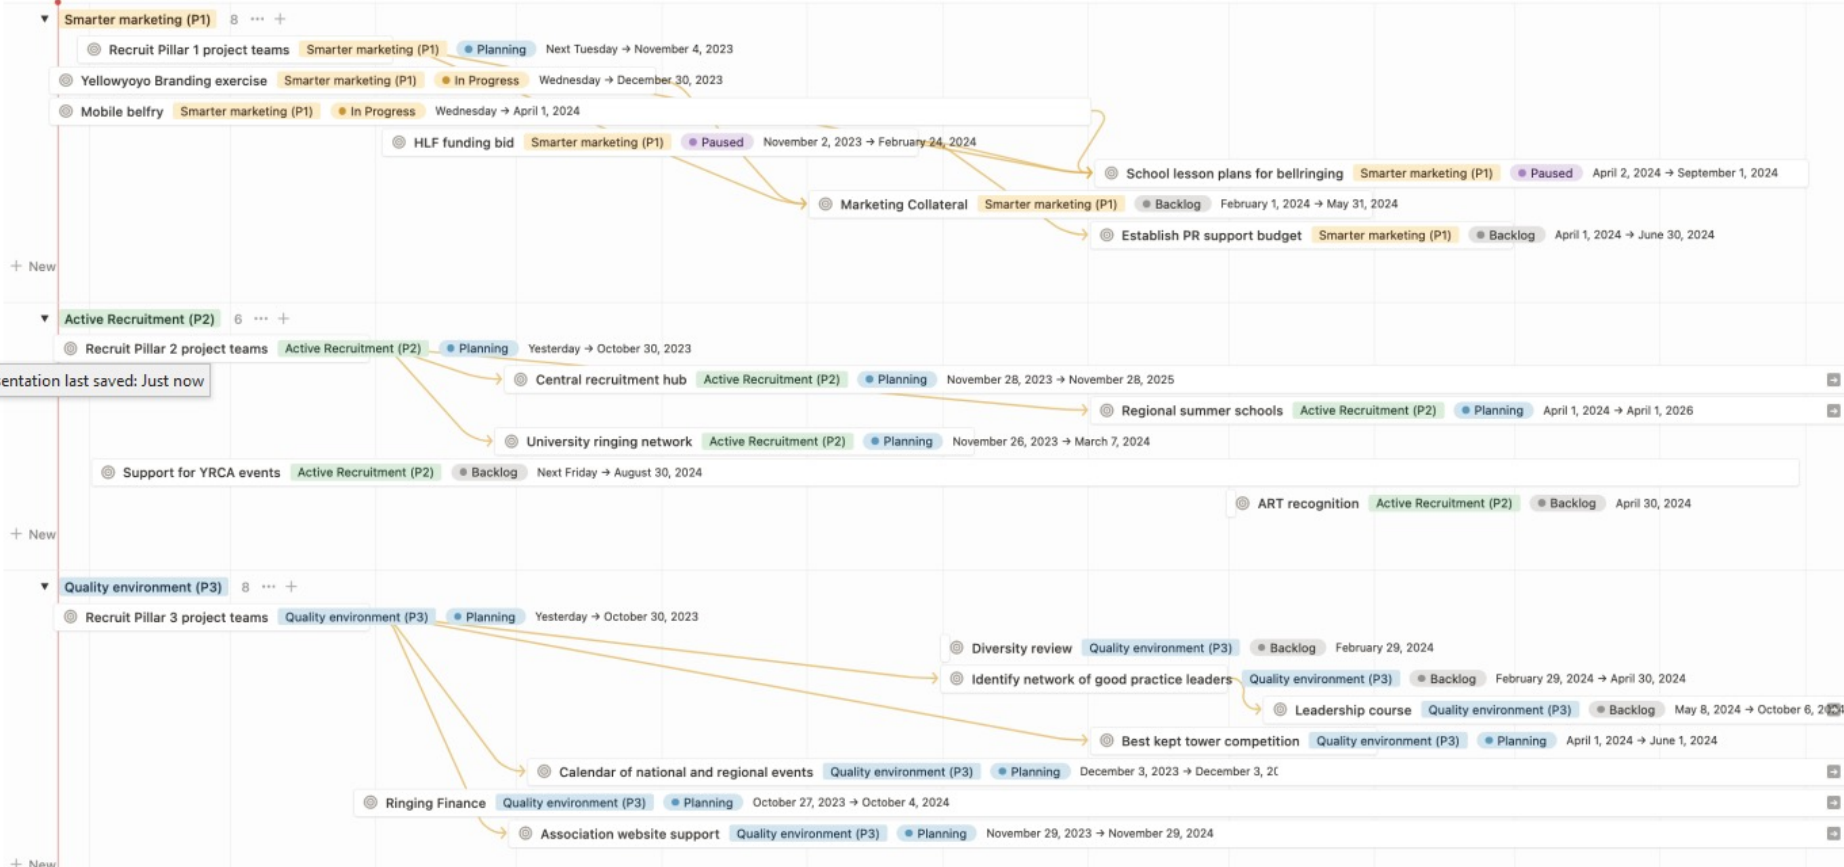 Smarter marketing (P1) 8 ··· +
Recruit Pillar 1 project teams Smarter marketing (P1) Planning Next Tuesday → November 4, 2023
Yellowyoyo Branding exercise Smarter marketing (P1) In Progress Wednesday → December 30, 2023
Mobile belfry Smarter marketing (P1) In Progress Wednesday → April 1, 2024
HLF funding bid Smarter marketing (P1) Paused November 2, 2023 → February 24, 2024
School lesson plans for bellringing Smarter marketing (P1) Paused April 2, 2024 → September 1, 2024
Marketing Collateral Smarter marketing (P1) Backlog February 1, 2024 → May 31, 2024
Establish PR support budget Smarter marketing (P1) Backlog April 1, 2024 → June 30, 2024
+ New
Active Recruitment (P2) 6 ··· +
Recruit Pillar 2 project teams Active Recruitment (P2) Planning Yesterday → October 30, 2023
entation last saved: Just now
Central recruitment hub Active Recruitment (P2) Planning November 28, 2023 → November 28, 2025
Regional summer schools Active Recruitment (P2) Planning April 1, 2024 → April 1, 2026
University ringing network Active Recruitment (P2) Planning November 26, 2023 → March 7, 2024
Support for YRCA events Active Recruitment (P2) Backlog Next Friday → August 30, 2024
ART recognition Active Recruitment (P2) Backlog April 30, 2024
+ New
Quality environment (P3) 8 ··· +
Recruit Pillar 3 project teams Quality environment (P3) Planning Yesterday → October 30, 2023
Diversity review Quality environment (P3) Backlog February 29, 2024
Identify network of good practice leaders Quality environment (P3) Backlog February 29, 2024 → April 30, 2024
Leadership course Quality environment (P3) Backlog May 8, 2024 → October 6,
Best kept tower competition Quality environment (P3) Planning April 1, 2024 → June 1, 2024
Calendar of national and regional events Quality environment (P3) Planning December 3, 2023 → December 3,
Ringing Finance Quality environment (P3) Planning October 27, 2023 → October 4, 2024
Association website support Quality environment (P3) Planning November 29, 2023 → November 29, 2024
+ New